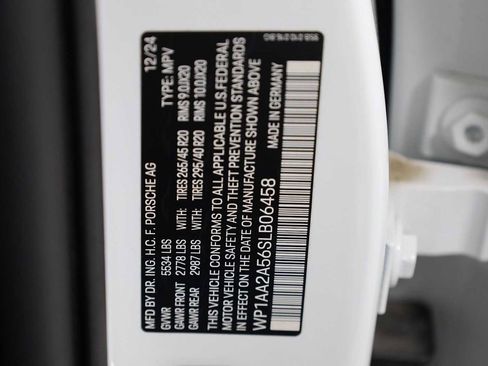 MFD BY DR. ING. H.C. F. PORSCHE AG 12/24
GVWR 5534 LBS TYPE: MPV
GAWR FRONT 2778 LBS WITH: TIRES 265/45 R20 RIMS 9.0JX20
GAWR REAR 2987 LBS WITH: TIRES 295/40 R20 RIMS 10.0JX20
THIS VEHICLE CONFORMS TO ALL APPLICABLE U.S. FEDERAL
MOTOR VEHICLE SAFETY AND THEFT PREVENTION STANDARDS
IN EFFECT ON THE DATE OF MANUFACTURE SHOWN ABOVE
MADE IN GERMANY
WP1AA2A56SLB06458